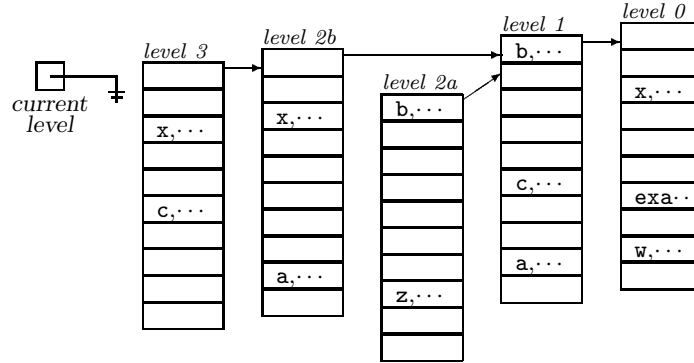 current
level
level 3
x,···
c,···
level 2b
x,···
a,···
level 2a
b,···
z,···
level 1
b,···
c,···
a,···
level 0
x,···
exa··
w,···